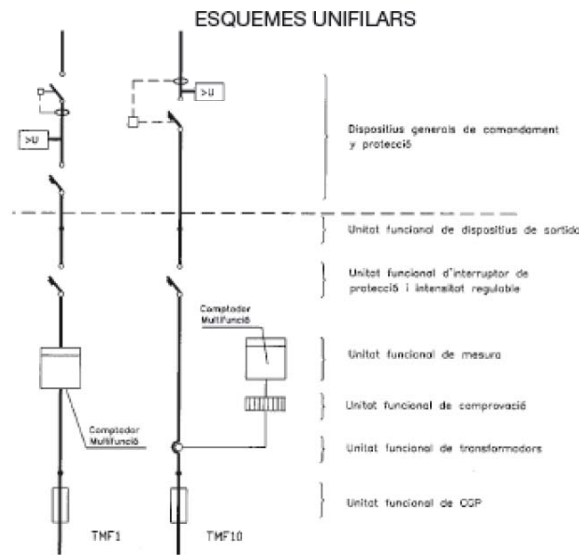 ESQUEMES UNIFILARS
>U
>U
Dispositius generals de comandament
y protecció
Unitat funcional de dispositius de sortida
Unitat funcional d'interruptor de
protecció i intensitat regulable
Comptador
Multifunció
Unitat funcional de mesura
Unitat funcional de comprovació
Comptador
Multifunció
Unitat funcional de transformadors
Unitat funcional de CGP
TMF1
TMF10